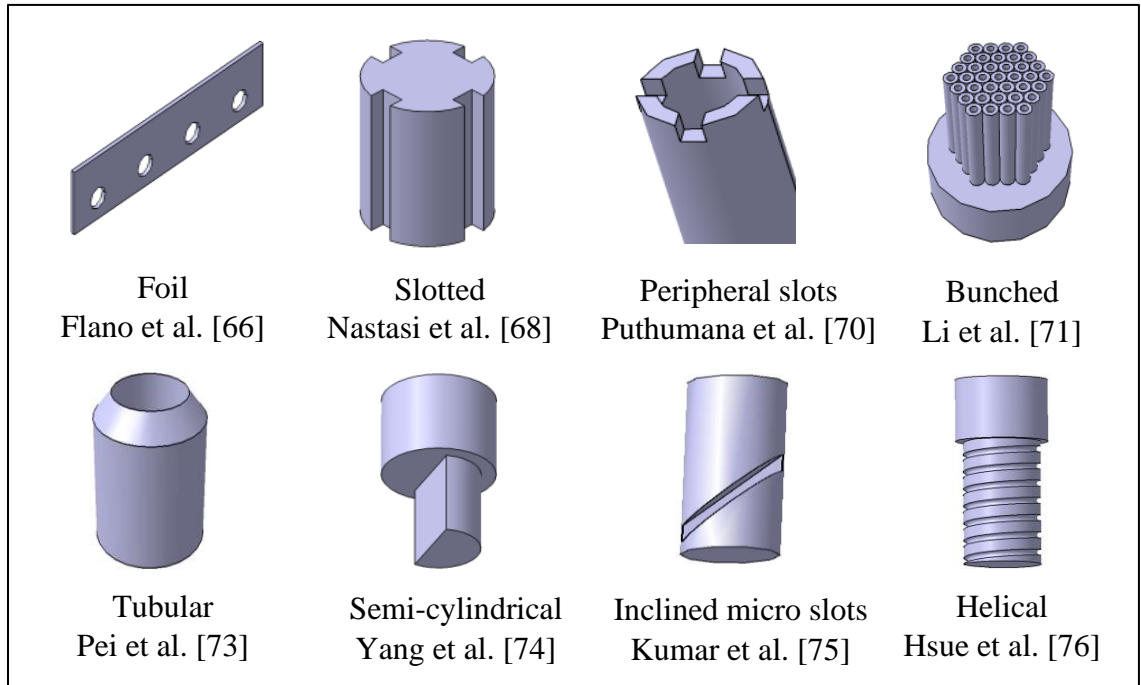 Foil
Flano et al. [66]
Slotted
Nastasi et al. [68]
Peripheral slots
Puthumana et al. [70]
Bunched
Li et al. [71]
Tubular
Pei et al. [73]
Semi-cylindrical
Yang et al. [74]
Inclined micro slots
Kumar et al. [75]
Helical
Hsue et al. [76]